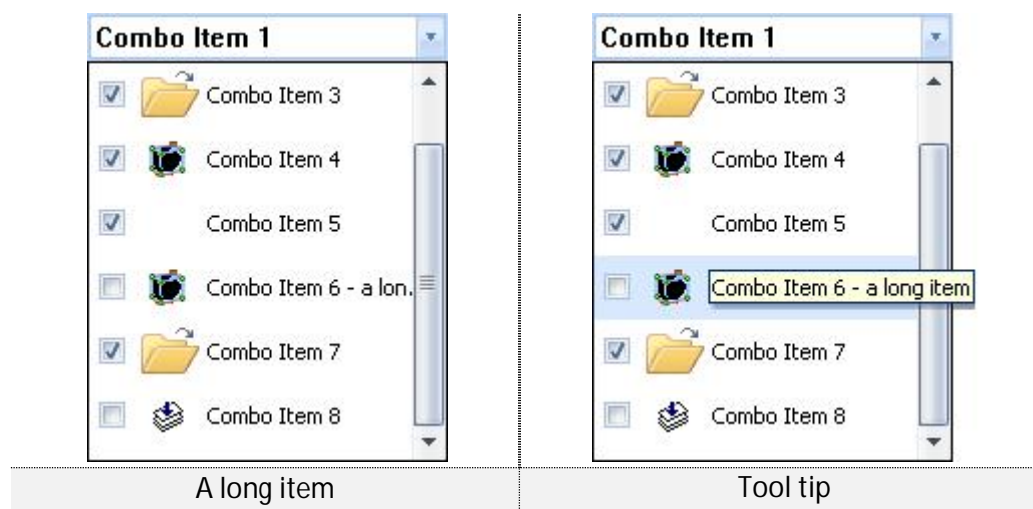 Combo Item 1
Combo Item 3
Combo Item 4
Combo Item 5
Combo Item 6 - a lon.
Combo Item 7
Combo Item 8
A long item
Combo Item 1
Combo Item 3
Combo Item 4
Combo Item 5
Combo Item 6 - a long item
Combo Item 7
Combo Item 8
Tool tip